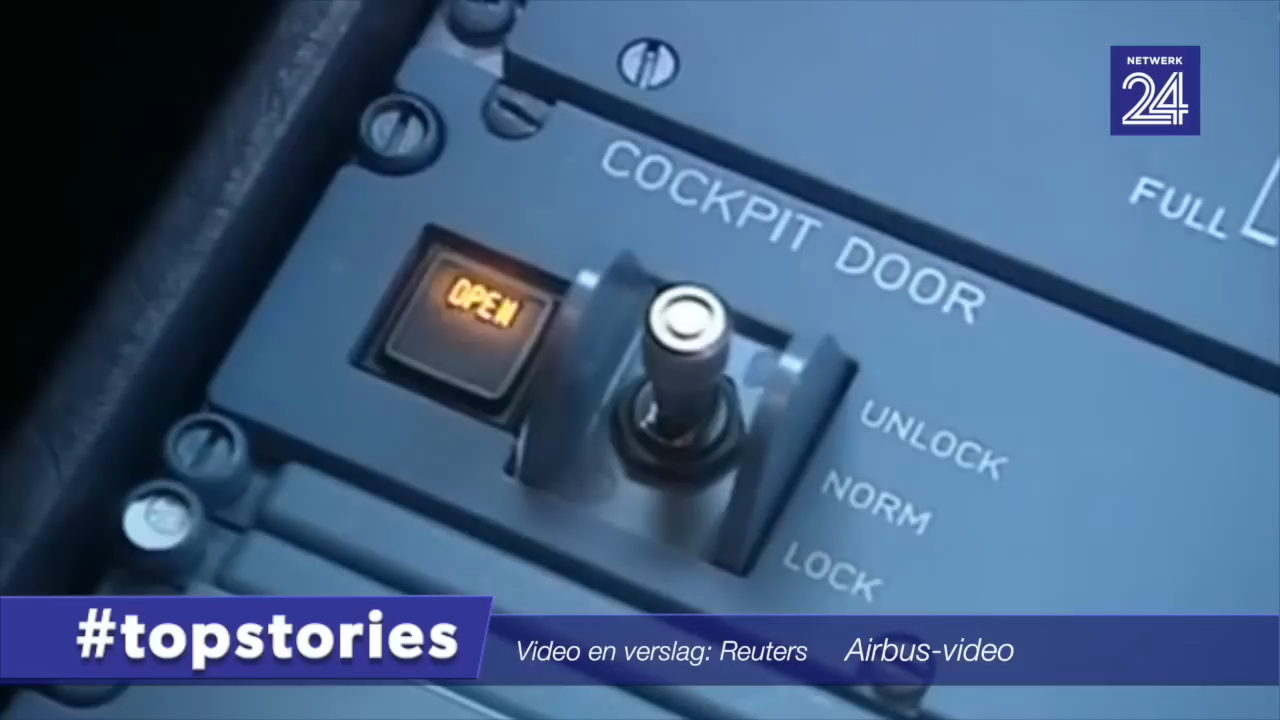 NETWERK
24
COCKPIT DOOR
FULL
OPEN
UNLOCK
NORM
LOCK
#topstories
Video en verslag: Reuters Airbus-video